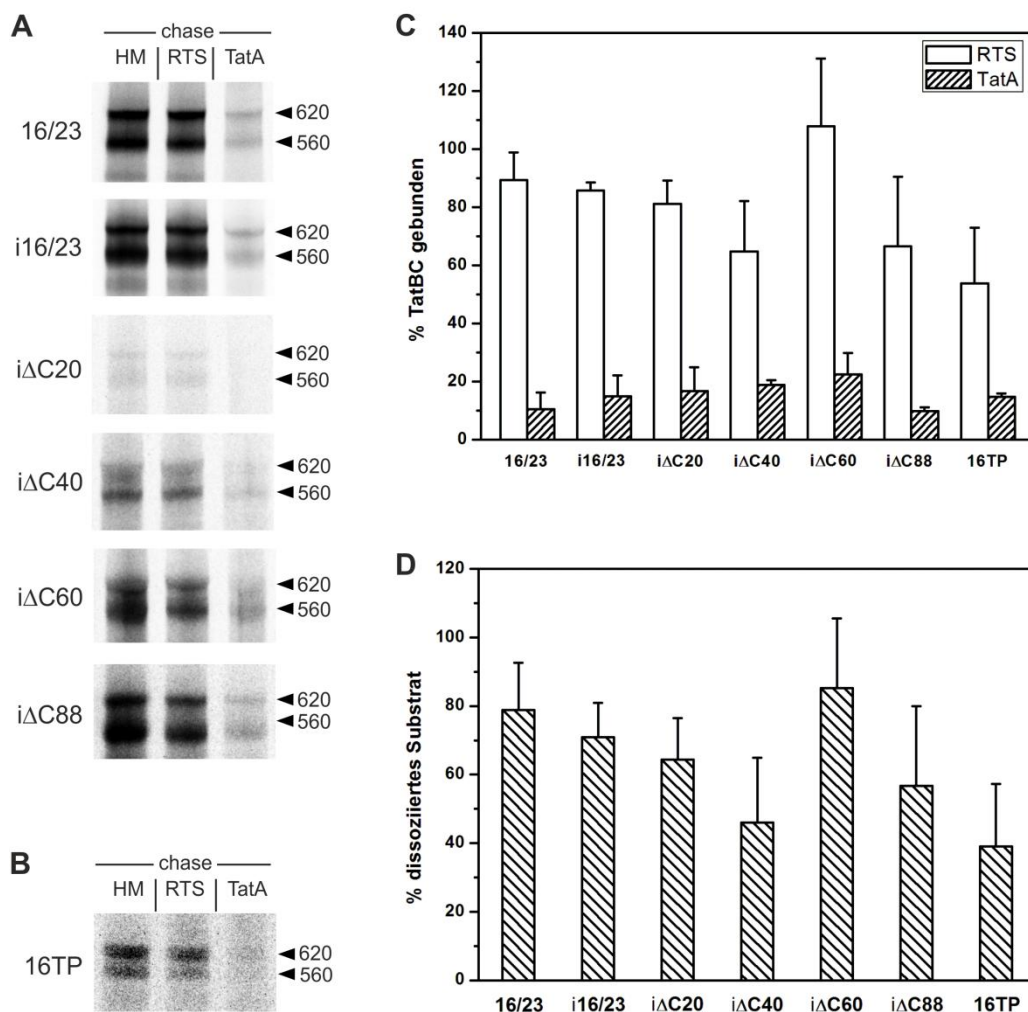 A
chase
HM RTS TatA
16/23
620
560
i16/23
620
560
iΔC20
620
560
iΔC40
620
560
iΔC60
620
560
iΔC88
620
560
B
chase
HM RTS TatA
16TP
620
560
C
% TatBC gebunden
140
120
100
80
60
40
20
0
RTS
TatA
16/23 i16/23 iΔC20 iΔC40 iΔC60 iΔC88 16TP
D
% dissoziiertes Substrat
120
100
80
60
40
20
0
16/23 i16/23 iΔC20 iΔC40 iΔC60 iΔC88 16TP